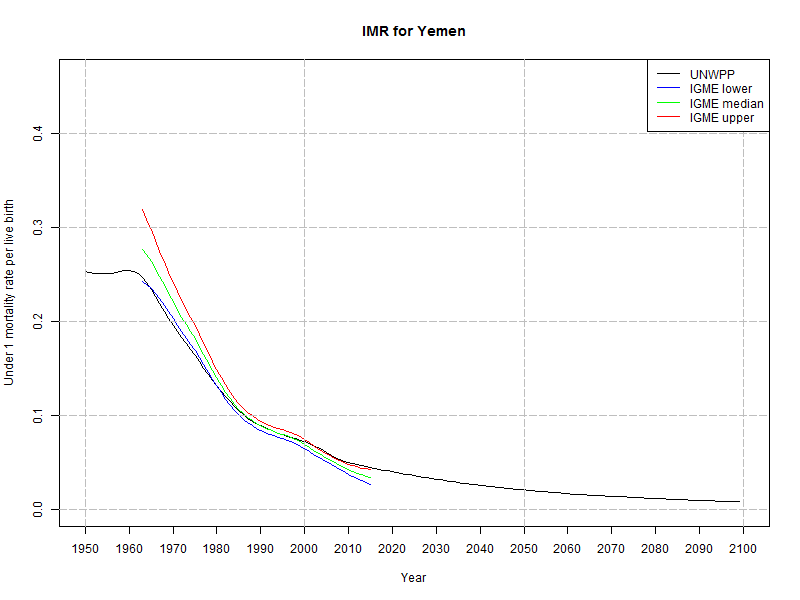 IMR for Yemen
UNWPP
IGME lower
IGME median
IGME upper
Under 1 mortality rate per live birth
0.4
0.3
0.2
0.1
0.0
1950 1960 1970 1980 1990 2000 2010 2020 2030 2040 2050 2060 2070 2080 2090 2100
Year